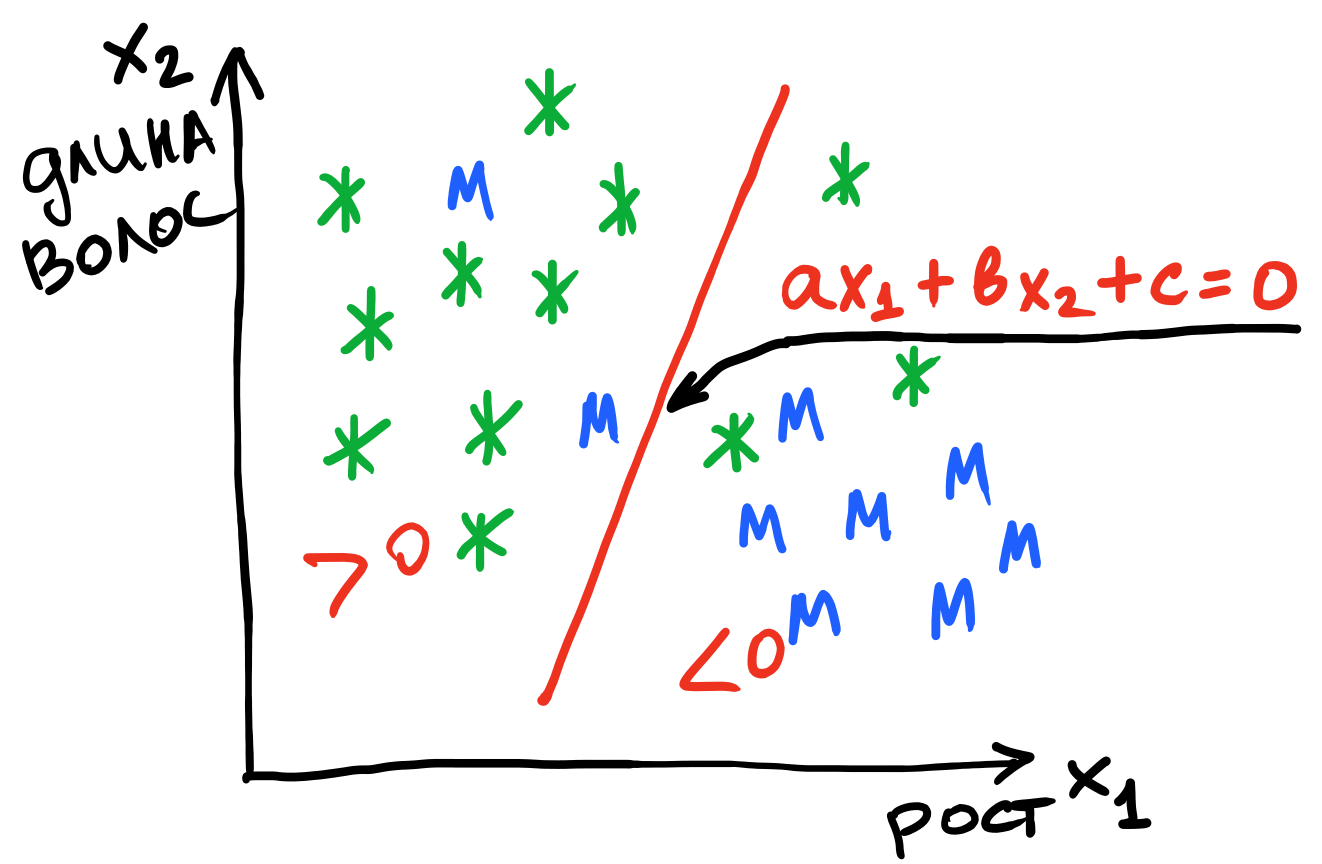 x₂
длина
волос
Ж
Ж М Ж Ж
Ж Ж
ax₁ + bx₂ + c = 0
Ж
Ж
Ж Ж М Ж М
М
>0 Ж М М М
<0 М М
рост x₁